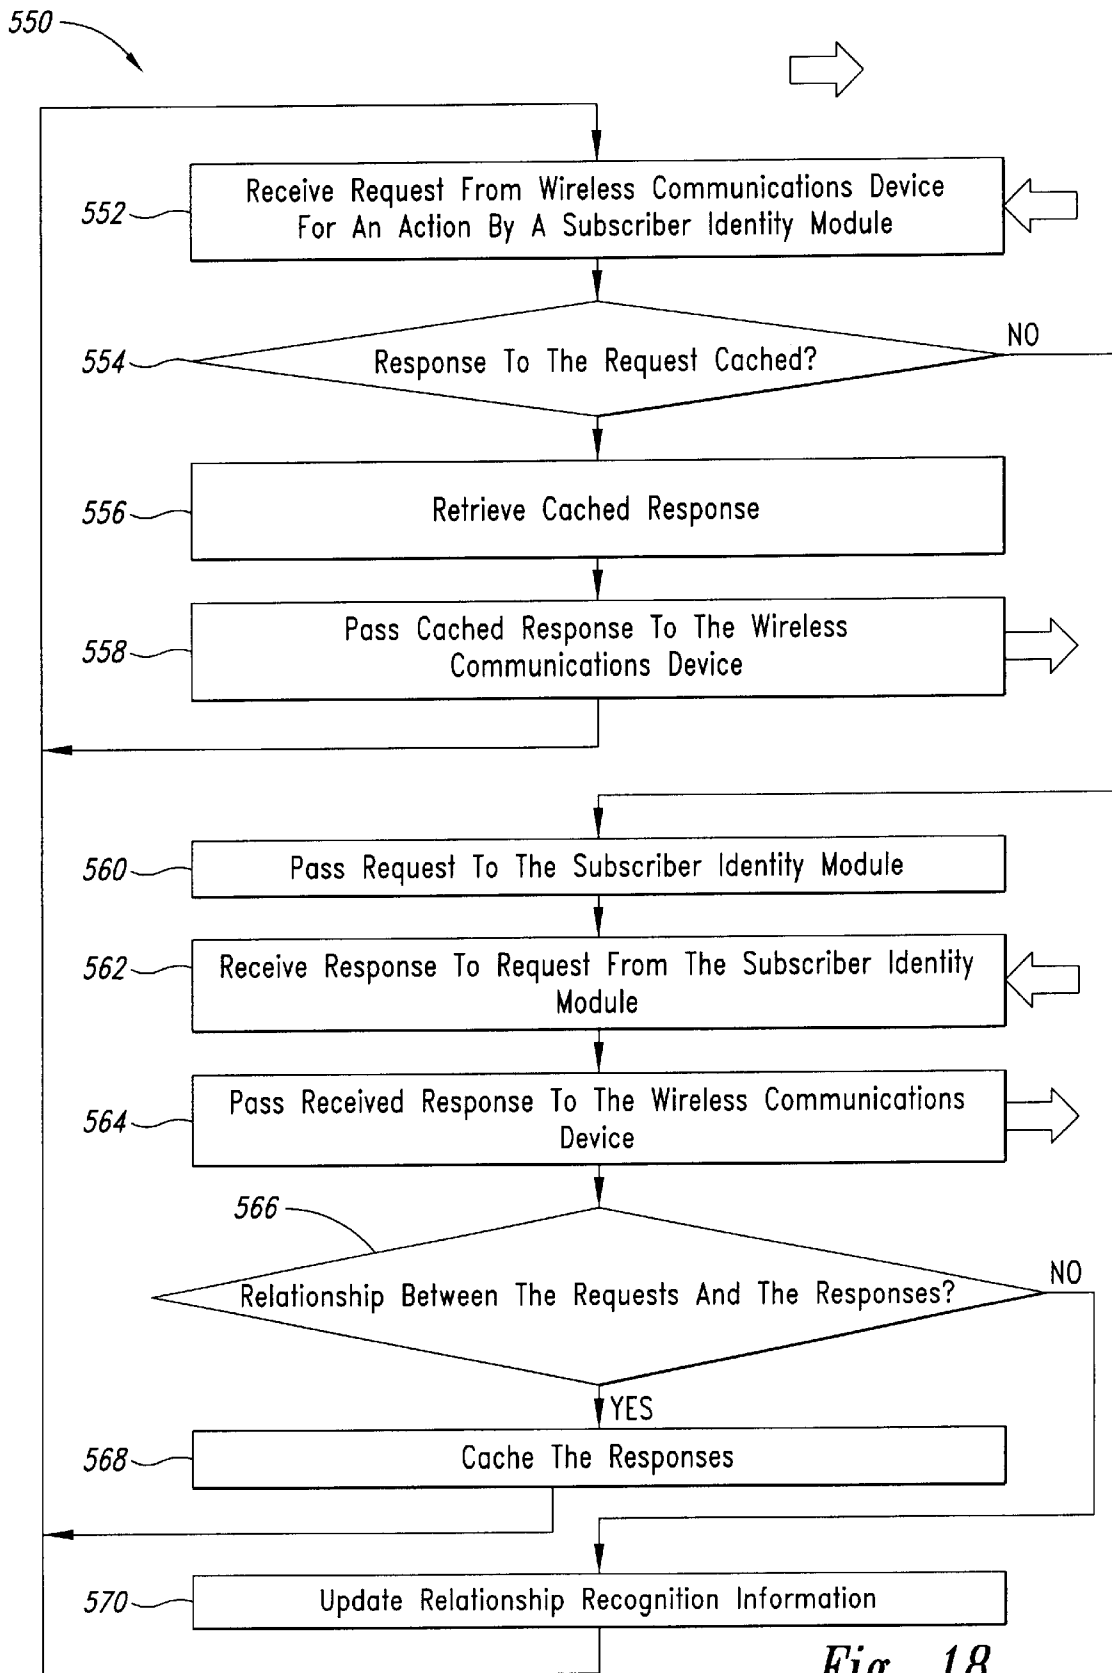 550
552
Receive Request From Wireless Communications Device
For An Action By A Subscriber Identity Module
554
Response To The Request Cached?
NO
556
Retrieve Cached Response
558
Pass Cached Response To The Wireless
Communications Device
560
Pass Request To The Subscriber Identity Module
562
Receive Response To Request From The Subscriber Identity
Module
564
Pass Received Response To The Wireless Communications
Device
566
Relationship Between The Requests And The Responses?
NO
YES
568
Cache The Responses
570
Update Relationship Recognition Information
Fig. 18